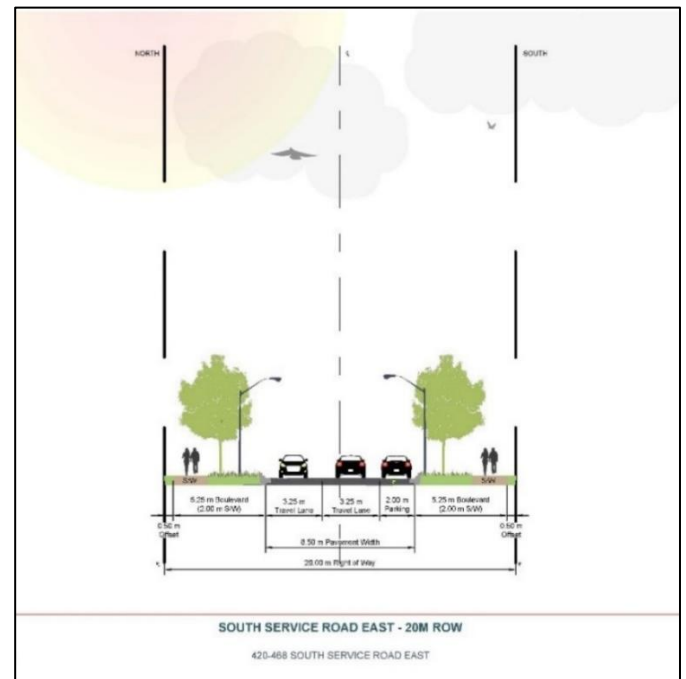 NORTH
SOUTH
S/W
S/W
5.25 m Boulevard
(2.00 m S/W)
3.25 m
Travel Lane
3.25 m
Travel Lane
2.00 m
Parking
5.25 m Boulevard
(2.00 m S/W)
0.50 m
Offset
0.50 m
Offset
8.50 m Pavement Width
20.00 m Right of Way
SOUTH SERVICE ROAD EAST - 20M ROW
420-468 SOUTH SERVICE ROAD EAST